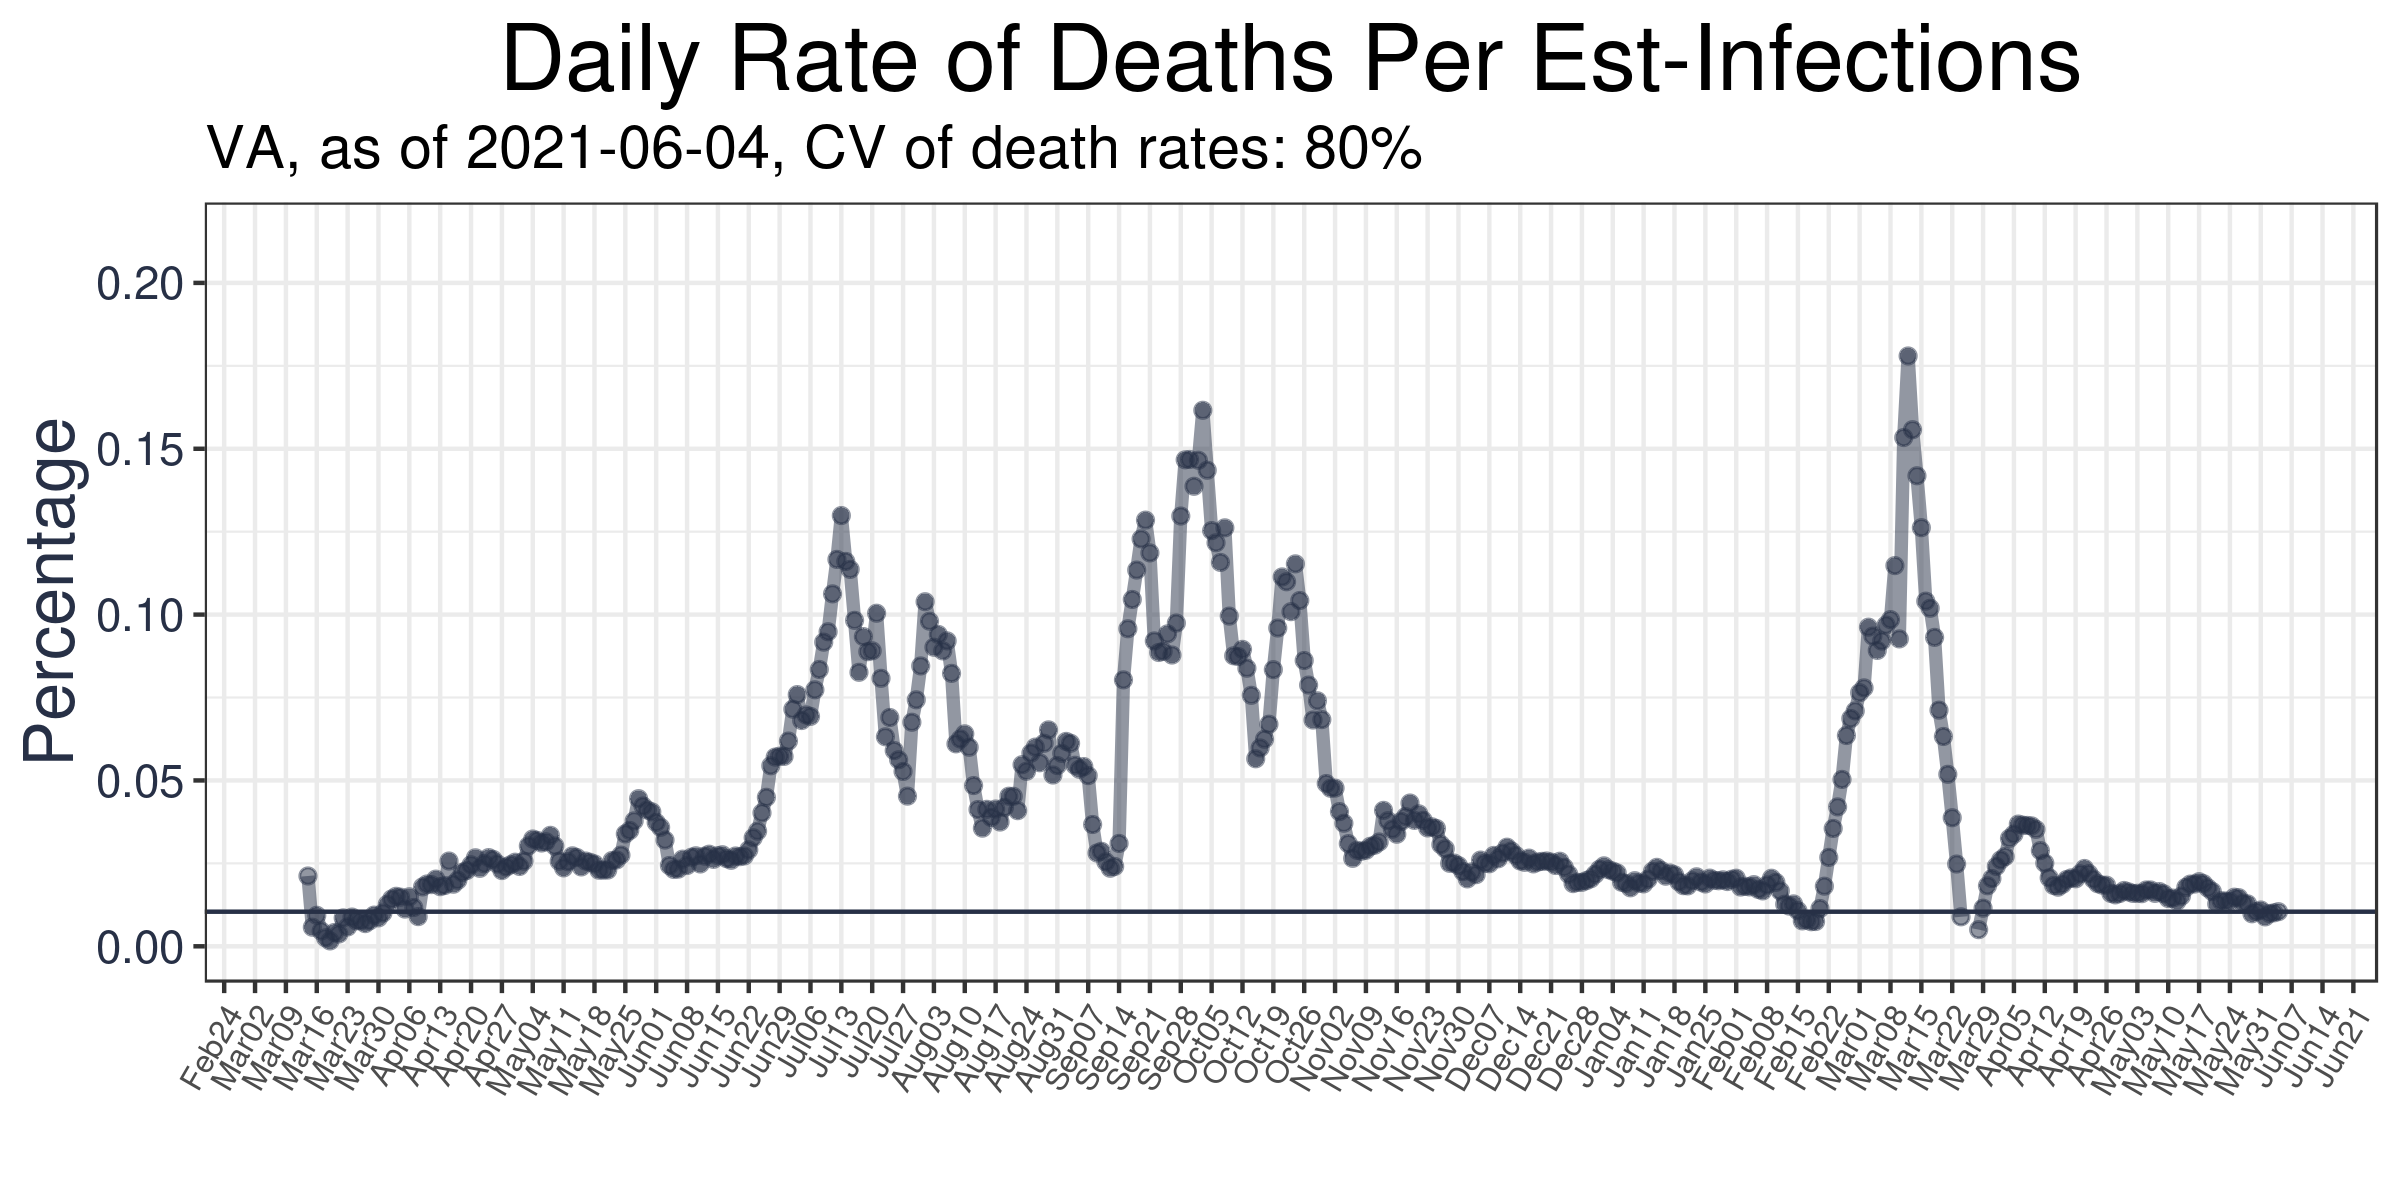 Daily Rate of Deaths Per Est-Infections
VA, as of 2021-06-04, CV of death rates: 80%
Percentage
0.20
0.15
0.10
0.05
0.00
Feb24 Mar02 Mar09 Mar16 Mar23 Mar30 Apr06 Apr13 Apr20 Apr27 May04 May11 May18 May25 Jun01 Jun08 Jun15 Jun22 Jun29 Jul06 Jul13 Jul20 Jul27 Aug03 Aug10 Aug17 Aug24 Aug31 Sep07 Sep14 Sep21 Sep28 Oct05 Oct12 Oct19 Oct26 Nov02 Nov09 Nov16 Nov23 Nov30 Dec07 Dec14 Dec21 Dec28 Jan04 Jan11 Jan18 Jan25 Feb01 Feb08 Feb15 Feb22 Mar01 Mar08 Mar15 Mar22 Mar29 Apr05 Apr12 Apr19 Apr26 May03 May10 May17 May24 May31 Jun07 Jun14 Jun21